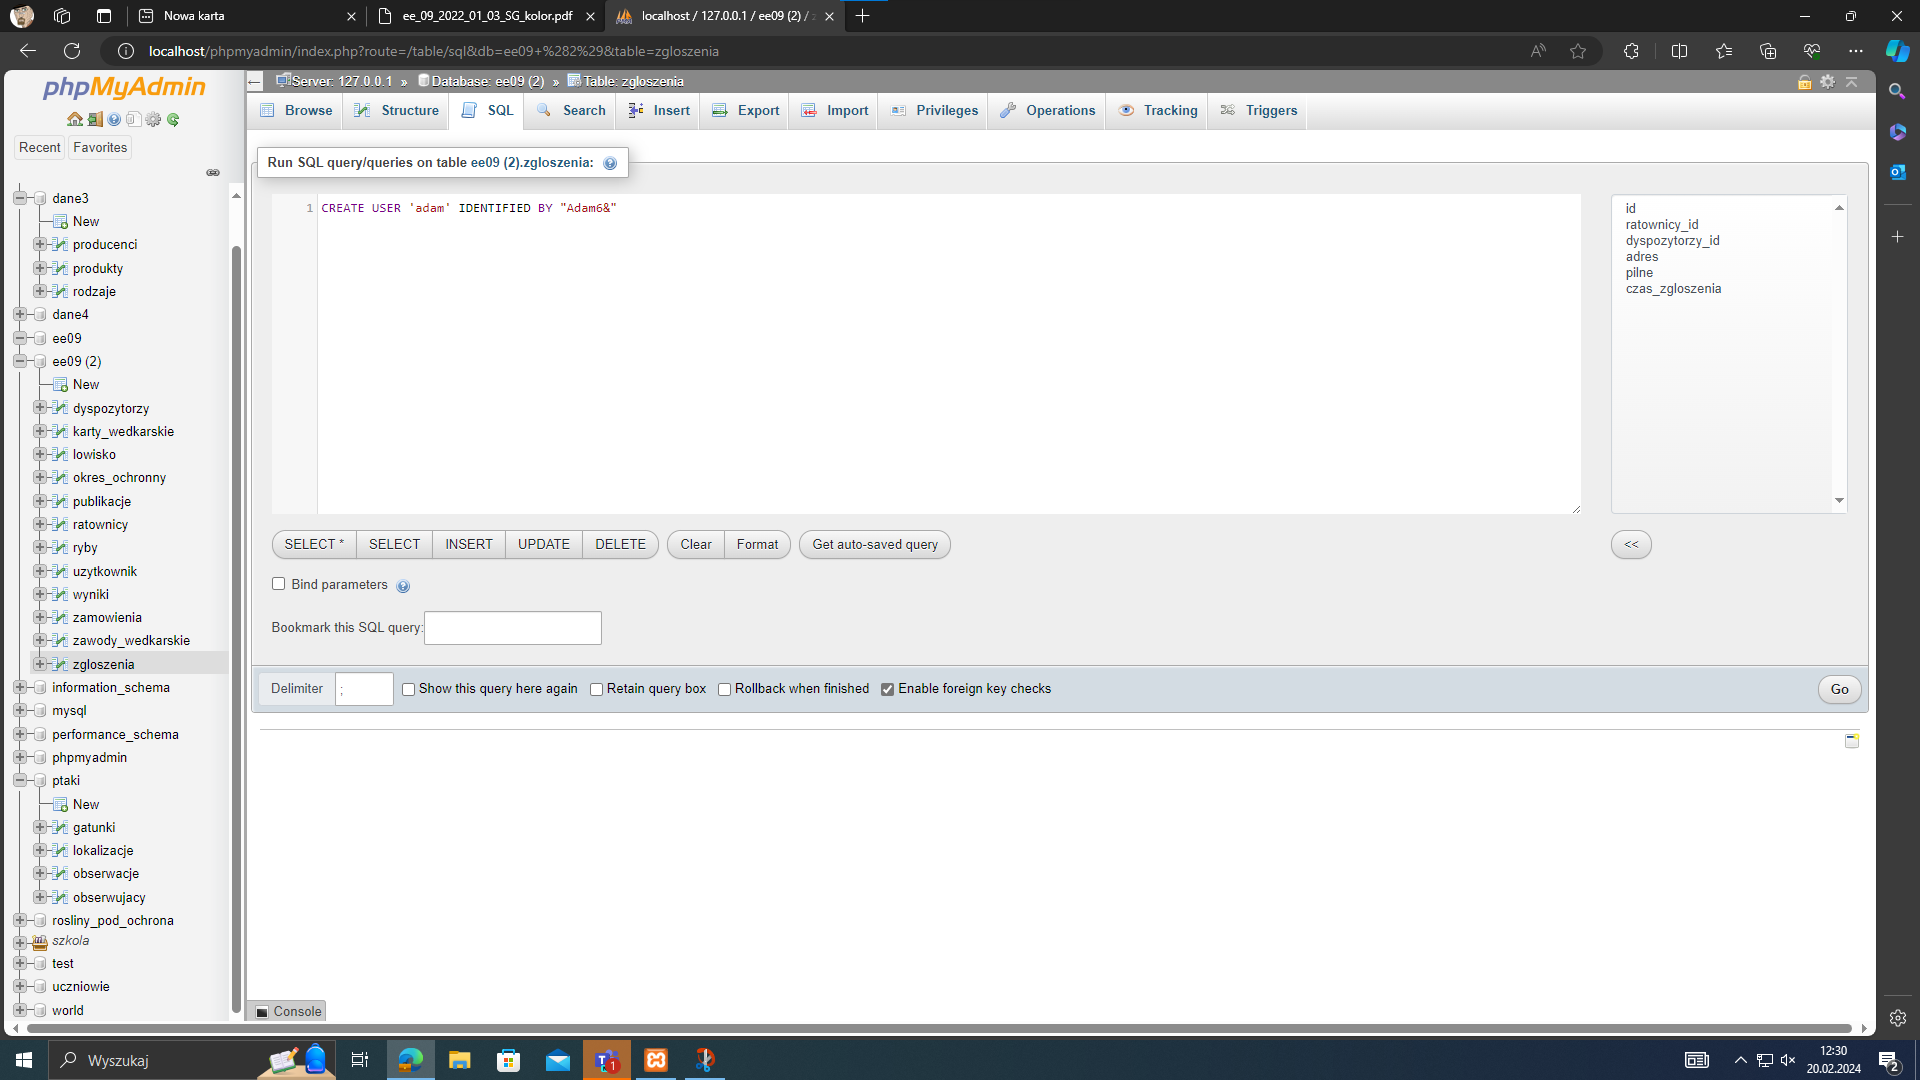 Nowa karta
ee_09_2022_01_03_SG_kolor.pdf
localhost / 127.0.0.1 / ee09 (2) /
localhost/phpmyadmin/index.php?route=/table/sql&db=ee09+%282%29&table=zgloszenia
phpMyAdmin
Recent
Favorites
dane3
New
producenci
produkty
rodzaje
dane4
ee09
ee09 (2)
New
dyspozytorzy
karty_wedkarskie
lowisko
okres_ochronny
publikacje
ratownicy
ryby
uzytkownik
wyniki
zamowienia
zawody_wedkarskie
zgloszenia
information_schema
mysql
performance_schema
phpmyadmin
ptaki
New
gatunki
lokalizacje
obserwacje
obserwujacy
rosliny_pod_ochrona
szkola
test
uczniowie
world
Server: 127.0.0.1 » Database: ee09 (2) » Table: zgloszenia
Browse Structure SQL Search Insert Export Import Privileges Operations Tracking Triggers
Run SQL query/queries on table ee09 (2).zgloszenia:
1 CREATE USER 'adam' IDENTIFIED BY "Adam6&"
id
ratownicy_id
dyspozytorzy_id
adres
pilne
czas_zgloszenia
SELECT * SELECT INSERT UPDATE DELETE Clear Format Get auto-saved query <<
Bind parameters
Bookmark this SQL query:
Delimiter ; Show this query here again Retain query box Rollback when finished Enable foreign key checks Go
Console
Wyszukaj
1
12:30
20.02.2024
2